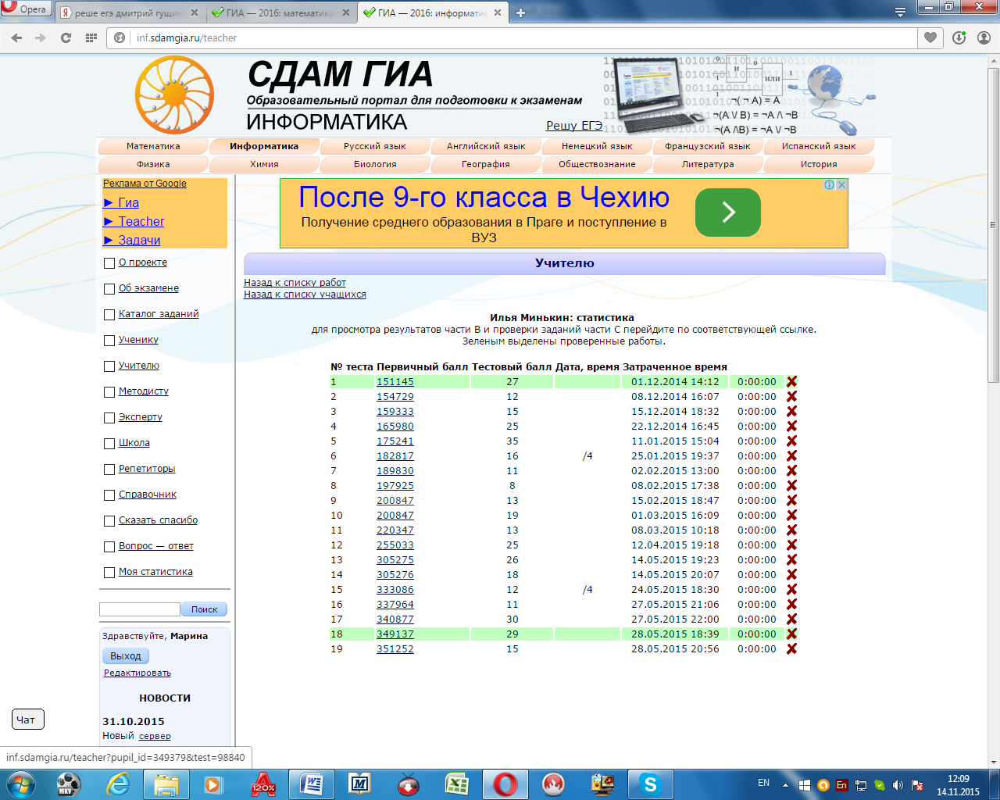 Opera
реше егэ дмитрий гущин
ГИА — 2016: математика
ГИА — 2016: информатик
inf.sdamgia.ru/teacher
СДАМ ГИА
Образовательный портал для подготовки к экзаменам
ИНФОРМАТИКА
Решу ЕГЭ
и
или
¬(¬ A) = A
¬(A \/ B) = ¬A /\ ¬B
¬(A /\B) = ¬A \/ ¬B
Математика Информатика Русский язык Английский язык Немецкий язык Французский язык Испанский язык
Физика Химия Биология География Обществознание Литература История
Реклама от Google
► Гиа
► Teacher
► Задачи
После 9-го класса в Чехию
Получение среднего образования в Праге и поступление в
ВУЗ
О проекте
Об экзамене
Каталог заданий
Ученику
Учителю
Методисту
Эксперту
Школа
Репетиторы
Справочник
Сказать спасибо
Вопрос — ответ
Моя статистика
Поиск
Здравствуйте, Марина
Выход
Редактировать
НОВОСТИ
31.10.2015
Новый сервер
Учителю
Назад к списку работ
Назад к списку учащихся
Илья Минькин: статистика
для просмотра результатов части В и проверки заданий части С перейдите по соответствующей ссылке.
Зеленым выделены проверенные работы.
№ теста Первичный балл Тестовый балл Дата, время Затраченное время
1 151145 27 01.12.2014 14:12 0:00:00
2 154729 12 08.12.2014 16:07 0:00:00
3 159333 15 15.12.2014 18:32 0:00:00
4 165980 25 22.12.2014 16:45 0:00:00
5 175241 35 11.01.2015 15:04 0:00:00
6 182817 16 /4 25.01.2015 19:37 0:00:00
7 189830 11 02.02.2015 13:00 0:00:00
8 197925 8 08.02.2015 17:38 0:00:00
9 200847 13 15.02.2015 18:47 0:00:00
10 200847 19 01.03.2015 16:09 0:00:00
11 220347 13 08.03.2015 10:18 0:00:00
12 255033 25 12.04.2015 19:18 0:00:00
13 305275 26 14.05.2015 19:23 0:00:00
14 305276 18 14.05.2015 20:07 0:00:00
15 333086 12 /4 24.05.2015 18:30 0:00:00
16 337964 11 27.05.2015 21:06 0:00:00
17 340877 30 27.05.2015 22:00 0:00:00
18 349137 29 28.05.2015 18:39 0:00:00
19 351252 15 28.05.2015 20:56 0:00:00
Чат
inf.sdamgia.ru/teacher?pupil_id=349379&test=98840
MKV
120%
EN
En
12:09
14.11.2015